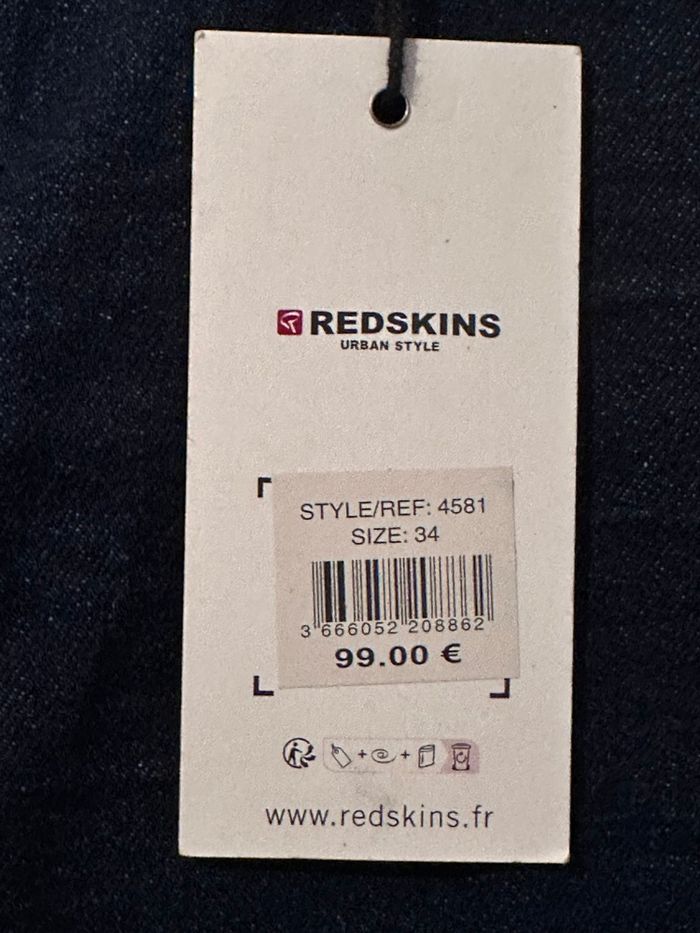 REDSKINS
URBAN STYLE
STYLE/REF: 4581
SIZE: 34
3 666052 208862
99.00 €
www.redskins.fr